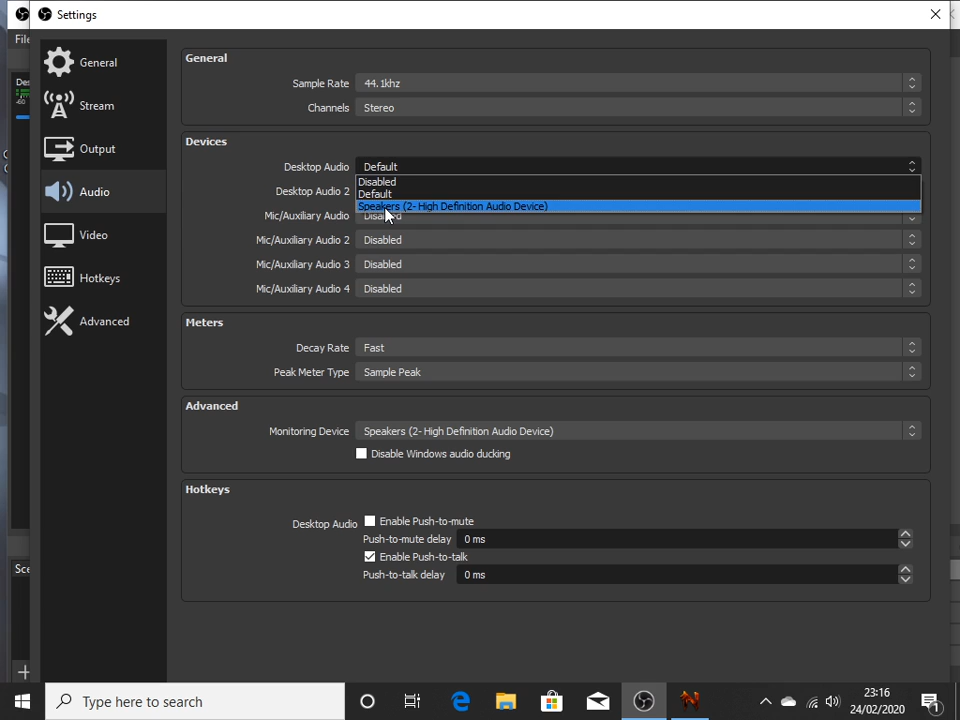 Settings
File
General
Stream
Output
Audio
Video
Hotkeys
Advanced
Des
-60
Sce
General
Sample Rate 44.1khz
Channels Stereo
Devices
Desktop Audio Default
Disabled
Default
Desktop Audio 2
Speakers (2- High Definition Audio Device)
Mic/Auxiliary Audio Disabled
Mic/Auxiliary Audio 2 Disabled
Mic/Auxiliary Audio 3 Disabled
Mic/Auxiliary Audio 4 Disabled
Meters
Decay Rate Fast
Peak Meter Type Sample Peak
Advanced
Monitoring Device Speakers (2- High Definition Audio Device)
Disable Windows audio ducking
Hotkeys
Desktop Audio Enable Push-to-mute
Push-to-mute delay 0 ms
Enable Push-to-talk
Push-to-talk delay 0 ms
Type here to search
23:16
24/02/2020
1